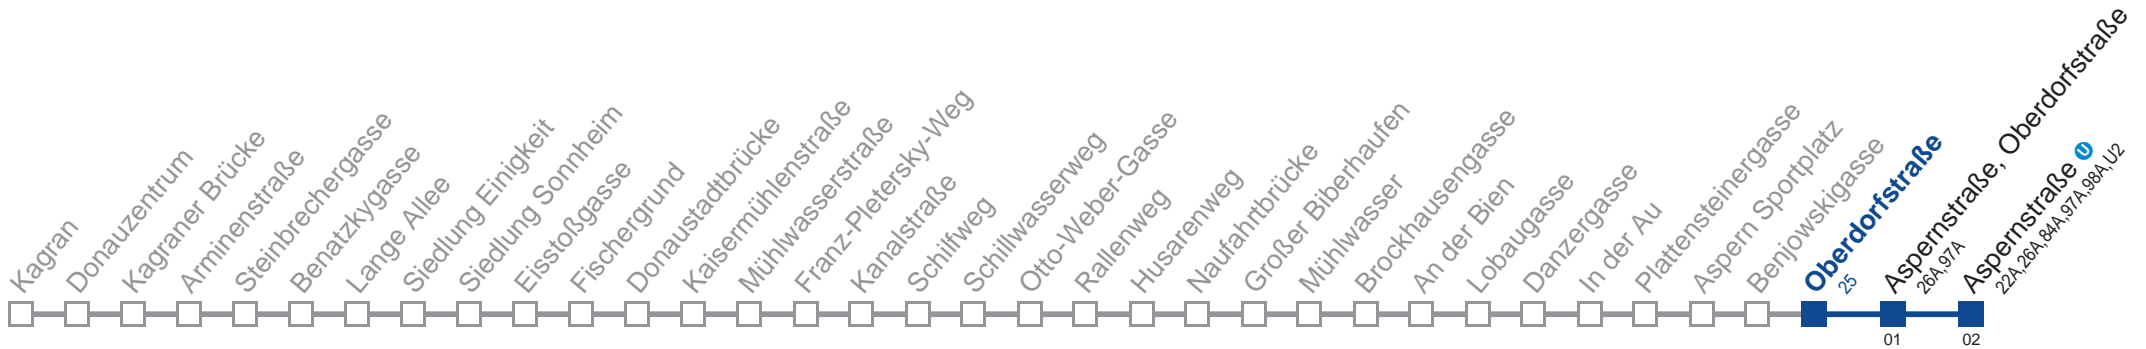 Kagran
Donauzentrum
Kagraner Brücke
Arminenstraße
Steinbrechergasse
Benatzkygasse
Lange Allee
Siedlung Einigkeit
Siedlung Sonnheim
Eisstoßgasse
Fischergrund
Donaustadtbrücke
Kaisermühlenstraße
Mühlwasserstraße
Franz-Pletersky-Weg
Kanalstraße
Schilfweg
Schillwasserweg
Otto-Weber-Gasse
Rallenweg
Husarenweg
Naufahrtbrücke
Großer Biberhaufen
Mühlwasser
Brockhausengasse
An der Bien
Lobaugasse
Danzergasse
In der Au
Plattensteinergasse
Aspern Sportplatz
Benjowskigasse
Oberdorfstraße
25
Aspernstraße, Oberdorfstraße
26A,97A
Aspernstraße U
22A,26A,84A,97A,98A,U2
01
02